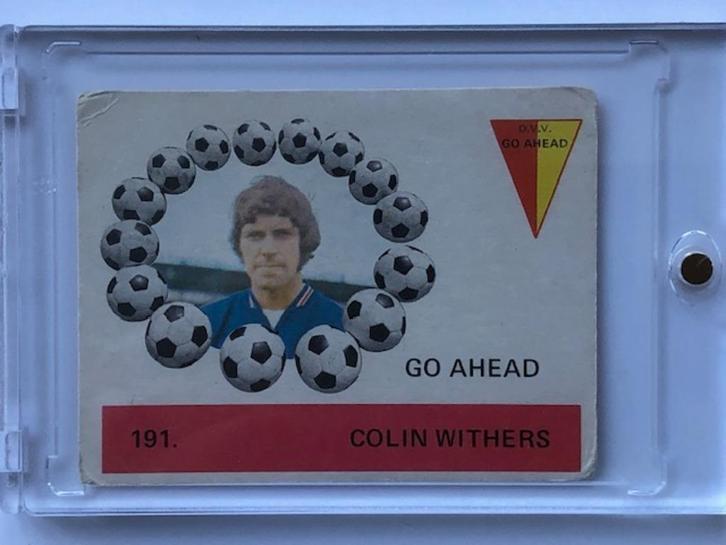 D.V.V.
GO AHEAD
GO AHEAD
191. COLIN WITHERS